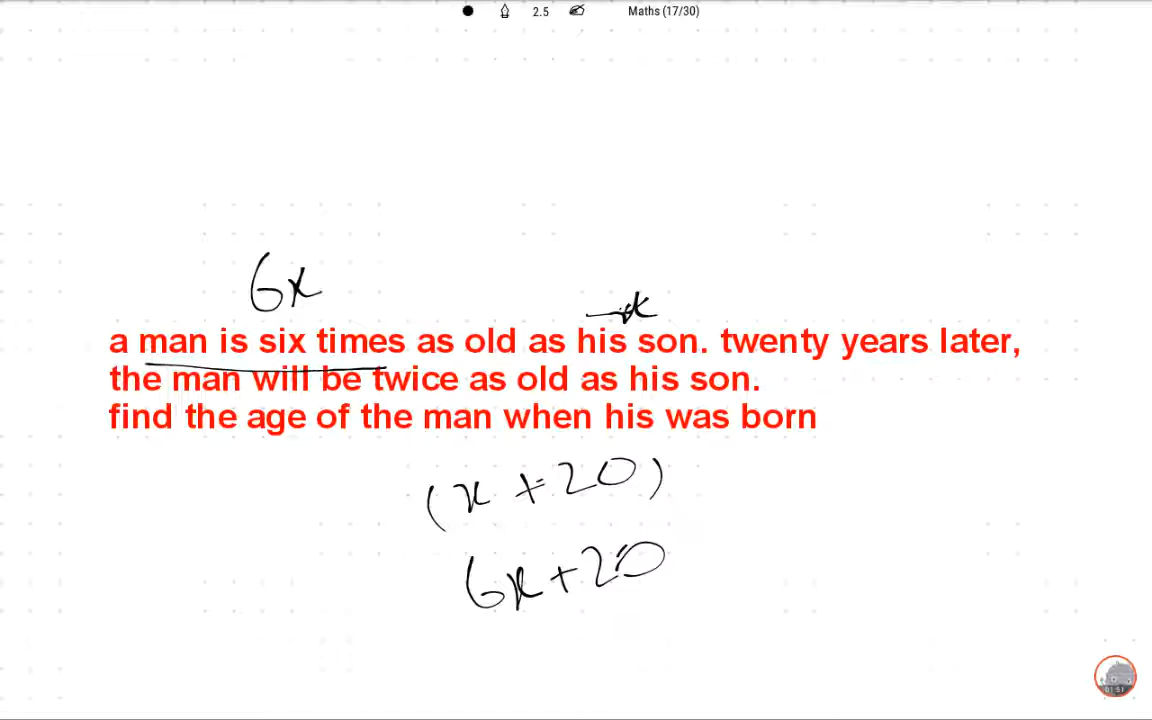 2.5 Maths (17/30)
6x
x
a man is six times as old as his son. twenty years later,
the man will be twice as old as his son.
find the age of the man when his was born
(x + 20)
6x + 20
01:51